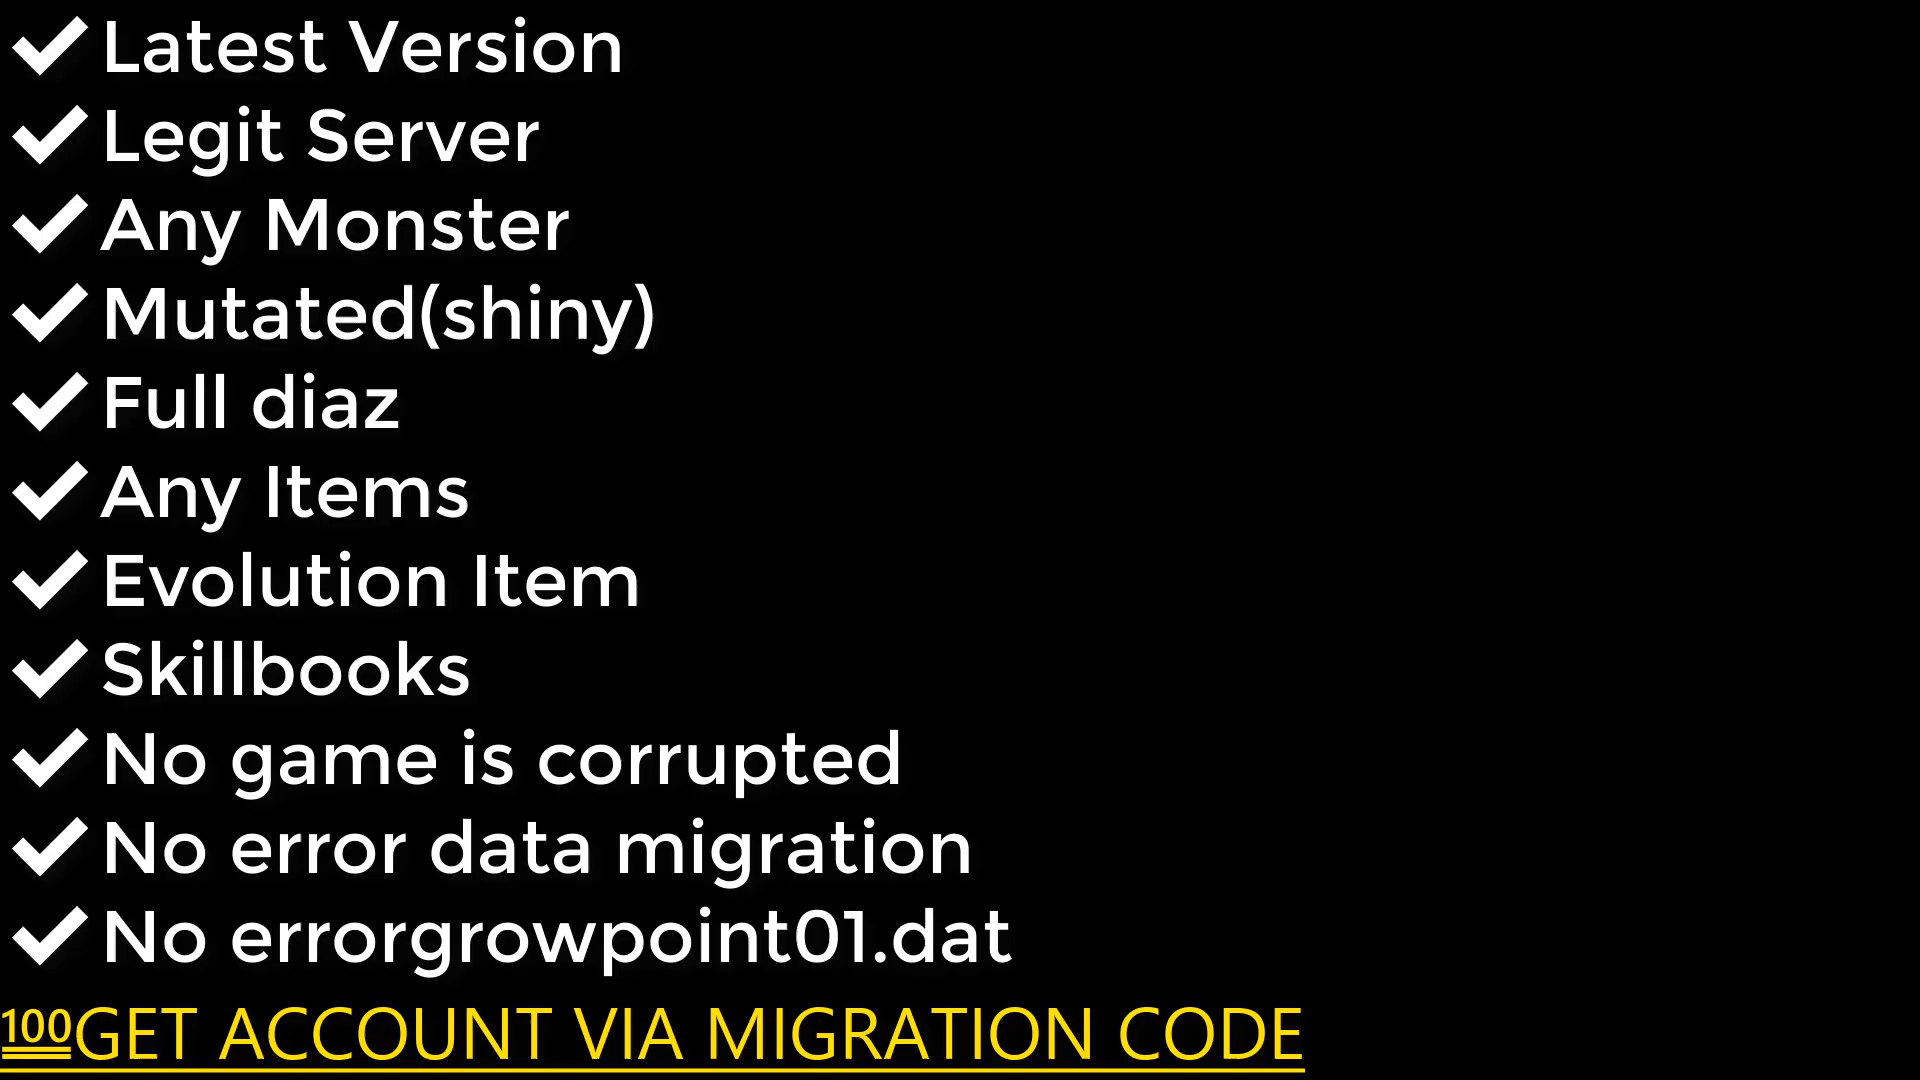 ✔Latest Version
✔Legit Server
✔Any Monster
✔Mutated(shiny)
✔Full diaz
✔Any Items
✔Evolution Item
✔Skillbooks
✔No game is corrupted
✔No error data migration
✔No errorgrowpoint01.dat
💯GET ACCOUNT VIA MIGRATION CODE